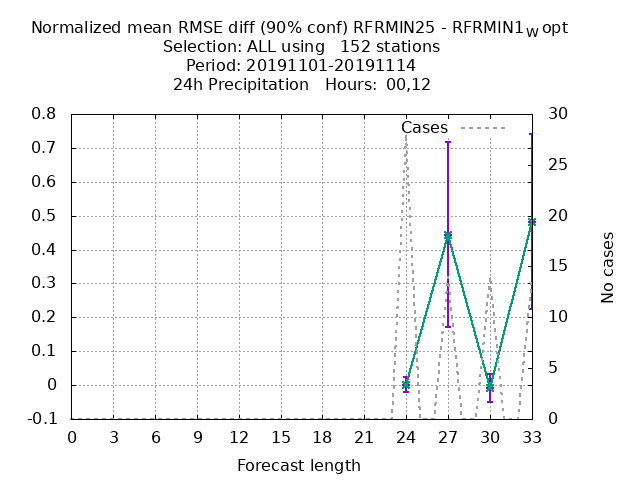 Normalized mean RMSE diff (90% conf) RFRMIN25 - RFRMIN1wopt
Selection: ALL using   152 stations
Period: 20191101-20191114
24h Precipitation   Hours: 00,12
Cases
0.8
0.7
0.6
0.5
0.4
0.3
0.2
0.1
0
-0.1
30
25
20
15
10
5
0
No cases
0 3 6 9 12 15 18 21 24 27 30 33
Forecast length